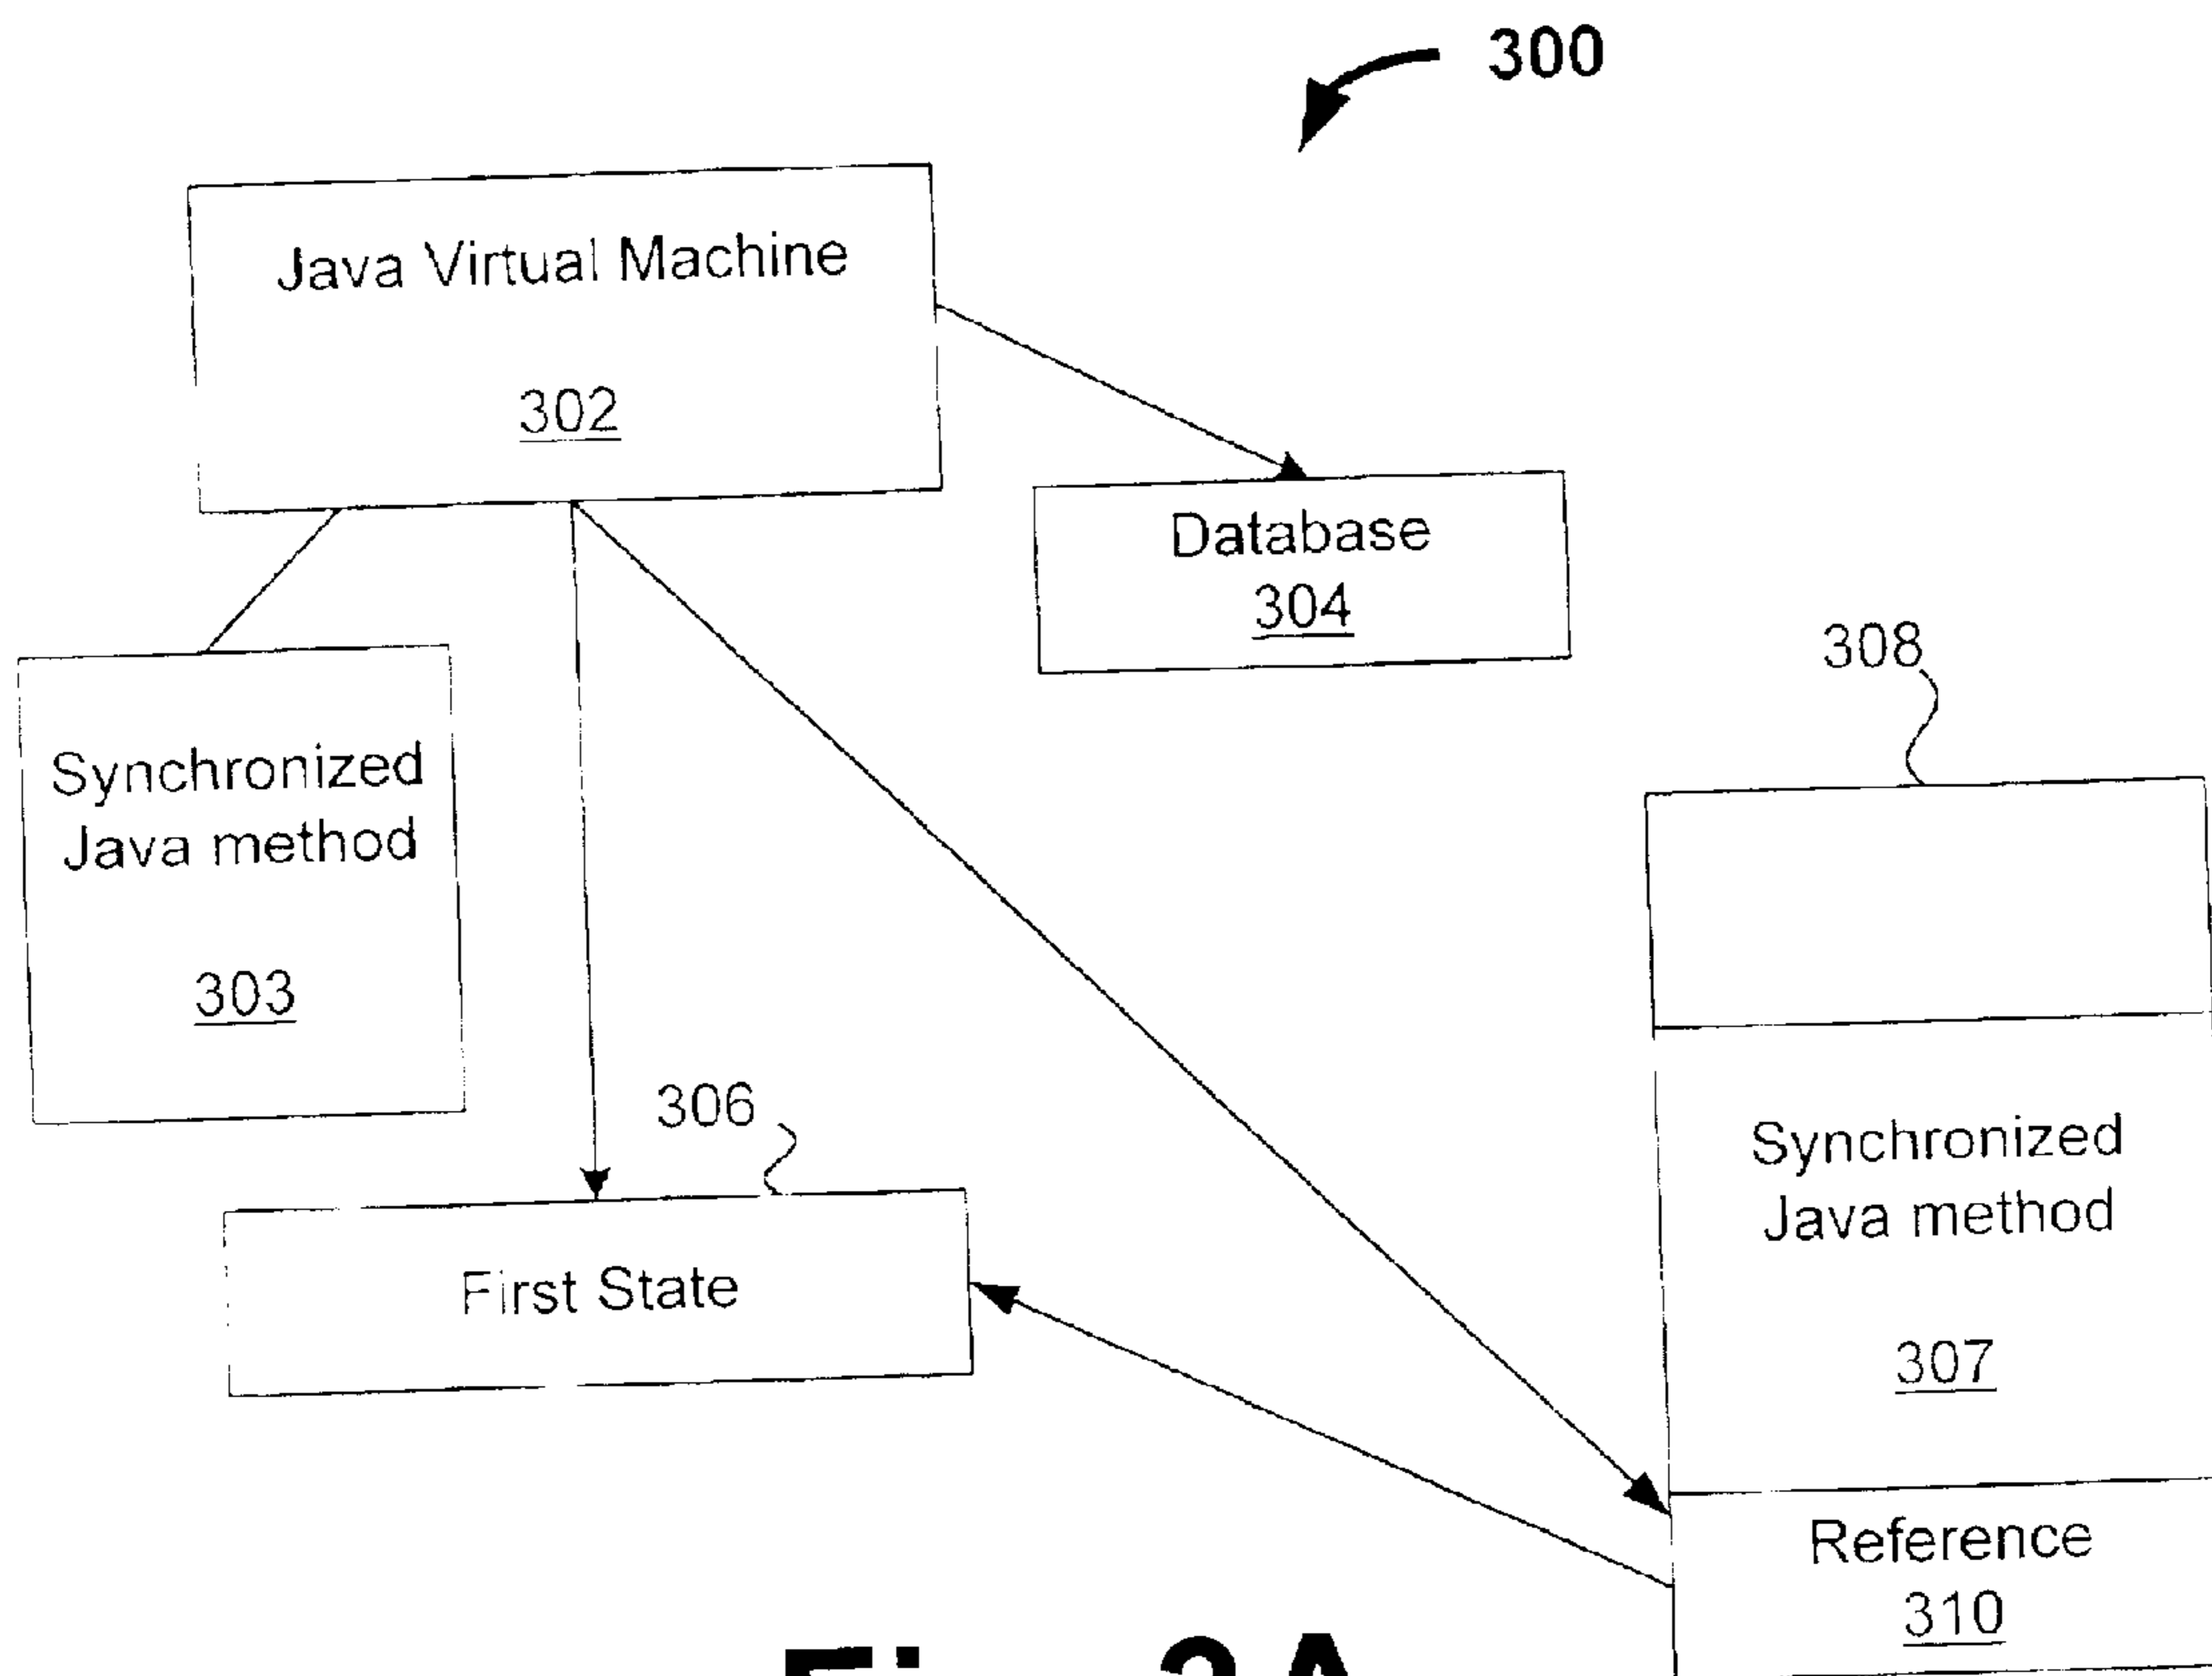 300
Java Virtual Machine
302
Database
304
308
Synchronized
Java method
303
306
Synchronized
Java method
307
First State
Reference
310